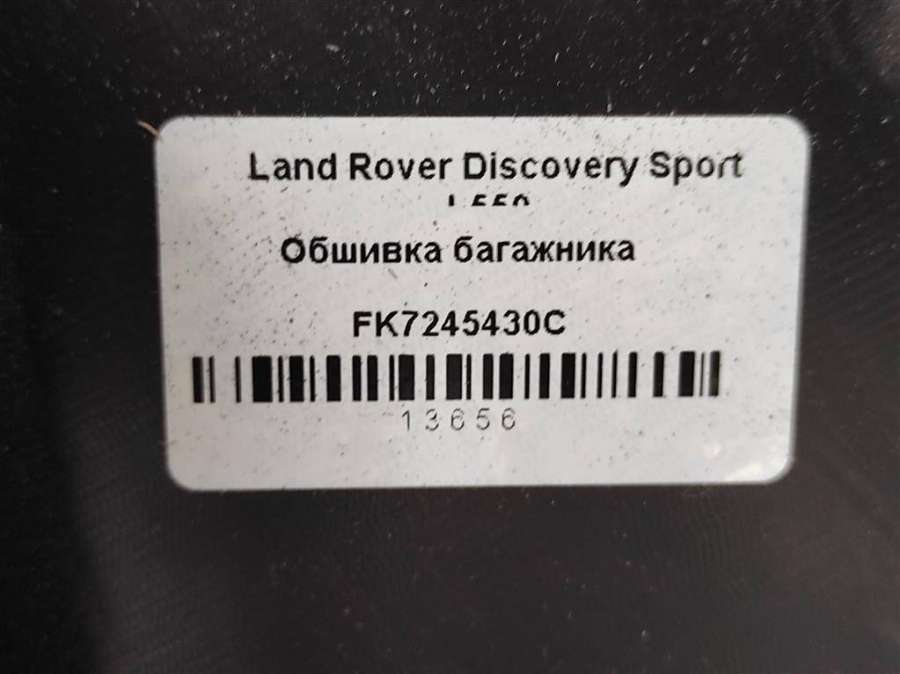 Land Rover Discovery Sport
Обшивка багажника
FK7245430C
13656